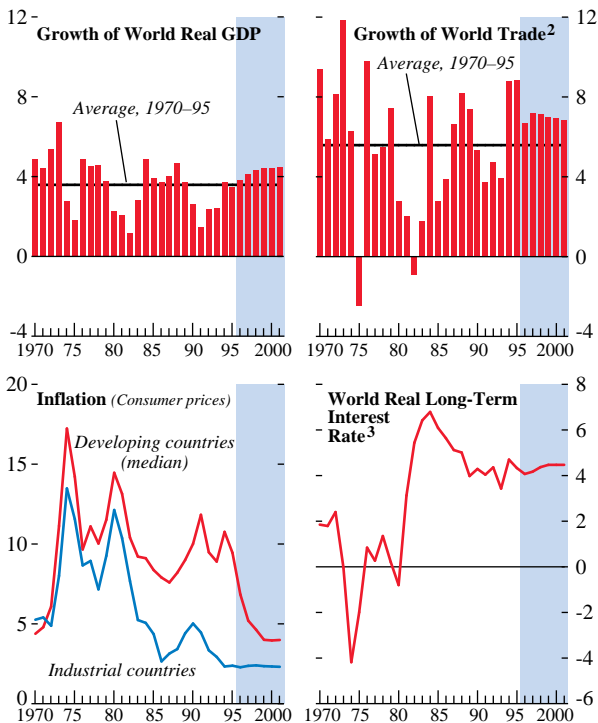 Growth of World Real GDP
Average, 1970–95
12
8
4
0
-4
1970 75 80 85 90 95 2000
Growth of World Trade2
Average, 1970–95
12
8
4
0
-4
1970 75 80 85 90 95 2000
Inflation (Consumer prices)
Developing countries
(median)
Industrial countries
20
15
10
5
0
1970 75 80 85 90 95 2000
World Real Long-Term
Interest
Rate3
8
6
4
2
0
-2
-4
-6
1970 75 80 85 90 95 2000